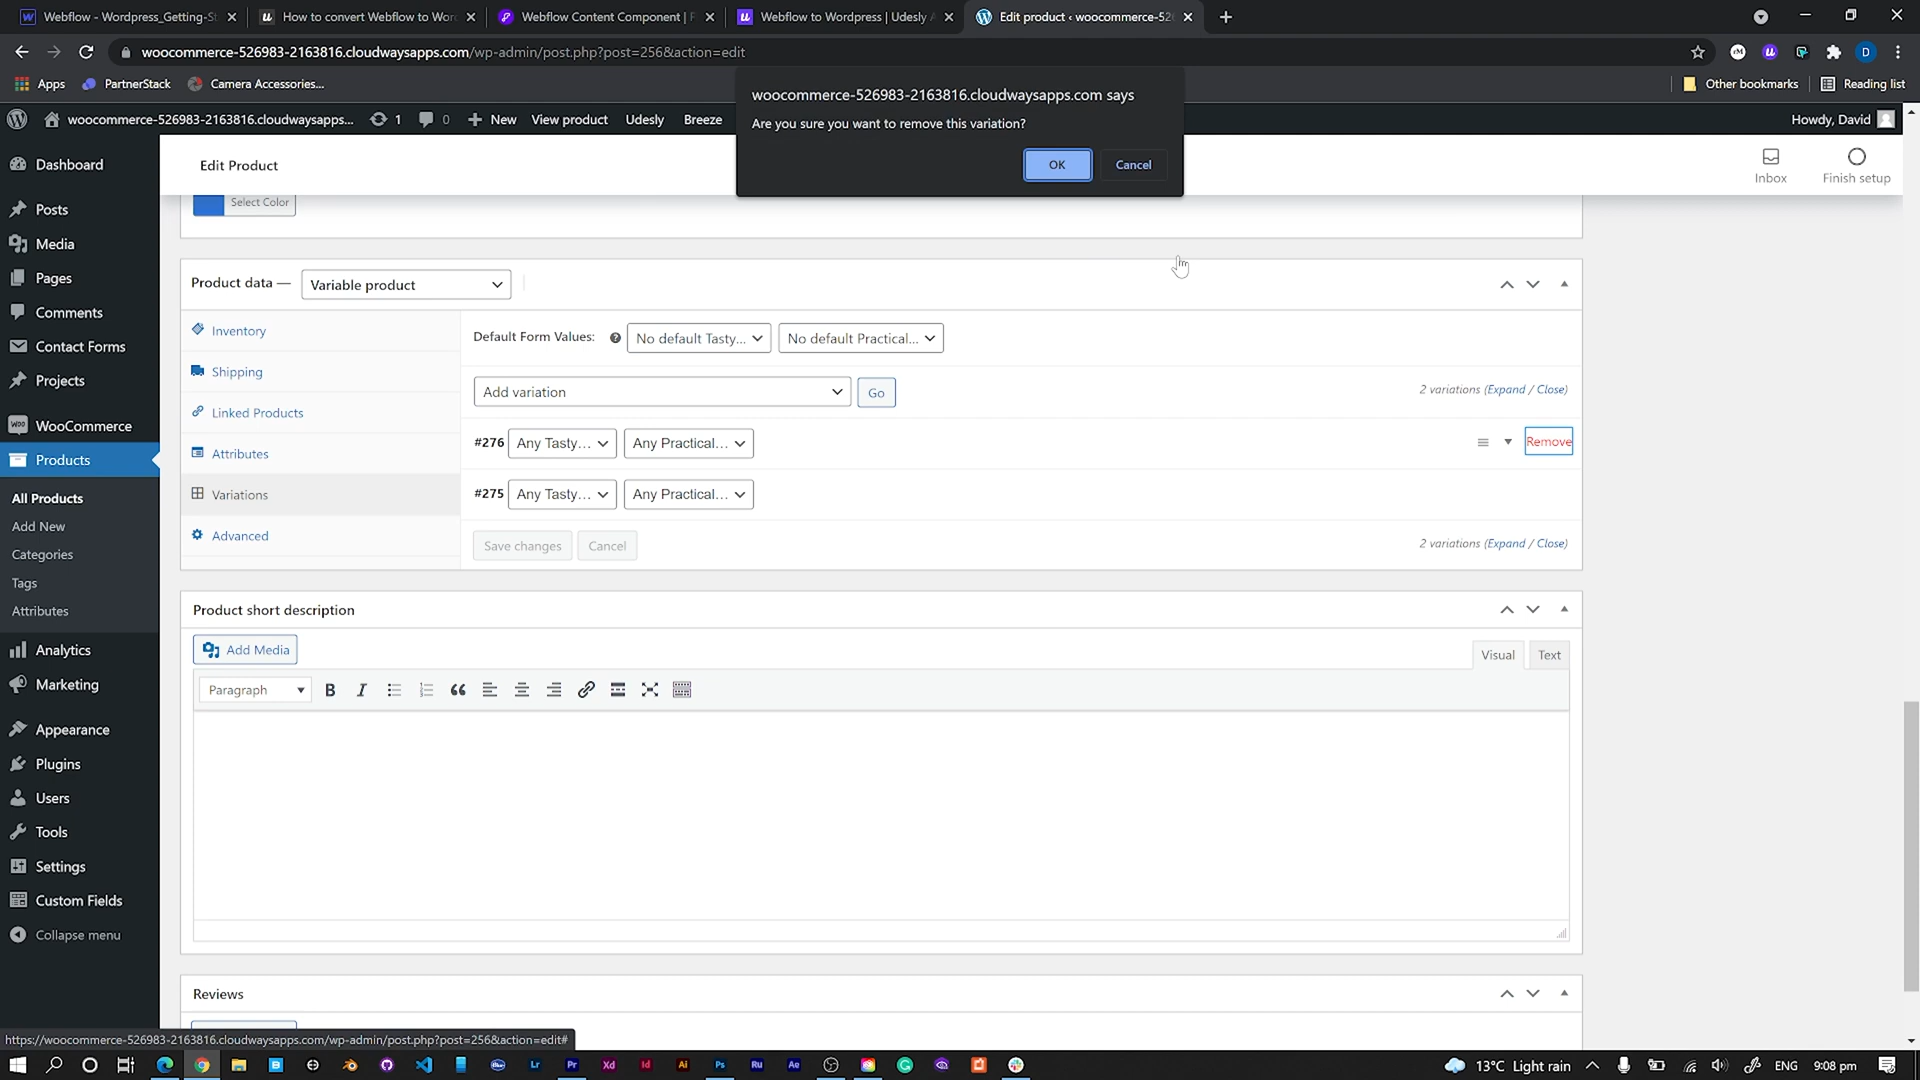 Webflow - Wordpress_Getting-St
How to convert Webflow to Wor
Webflow Content Component |
Webflow to Wordpress | Udesly
Edit product ‹ woocommerce-52
woocommerce-526983-2163816.cloudwaysapps.com/wp-admin/post.php?post=256&action=edit
Apps
PartnerStack
Camera Accessories...
Other bookmarks
Reading list
woocommerce-526983-2163816.cloudwaysapps.com says
Are you sure you want to remove this variation?
OK
Cancel
woocommerce-526983-2163816.cloudwaysapps...
1
0
New
View product
Udesly
Breeze
Howdy, David
Edit Product
Inbox
Finish setup
Dashboard
Posts
Media
Pages
Comments
Contact Forms
Projects
WooCommerce
Products
All Products
Add New
Categories
Tags
Attributes
Analytics
Marketing
Appearance
Plugins
Users
Tools
Settings
Custom Fields
Collapse menu
Select Color
Product data —
Variable product
Inventory
Shipping
Linked Products
Attributes
Variations
Advanced
Default Form Values:
No default Tasty...
No default Practical...
Add variation
Go
2 variations (Expand / Close)
#276
Any Tasty...
Any Practical...
Remove
#275
Any Tasty...
Any Practical...
Save changes
Cancel
2 variations (Expand / Close)
Product short description
Add Media
Visual
Text
Paragraph
B
I
Reviews
https://woocommerce-526983-2163816.cloudwaysapps.com/wp-admin/post.php?post=256&action=edit#
Lr
Pr
Xd
Id
Ai
Ps
Ru
Ae
13°C Light rain
ENG
9:08 pm